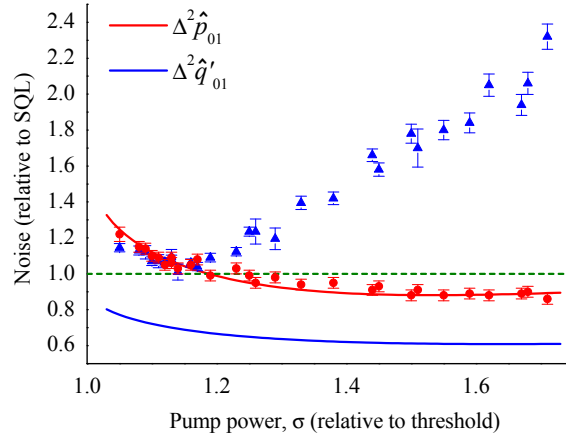 2.4
2.2
2.0
1.8
1.6
1.4
1.2
1.0
0.8
0.6
Noise (relative to SQL)
Δ²p̂₀₁
Δ²q̂′₀₁
1.0 1.2 1.4 1.6
Pump power, σ (relative to threshold)